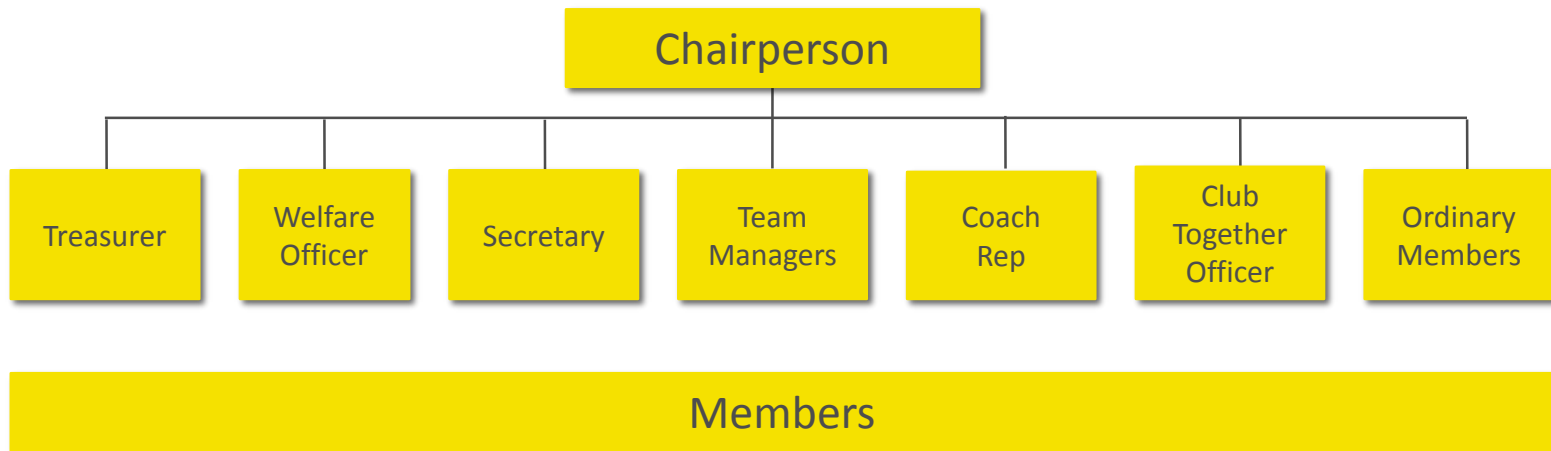 Chairperson
Treasurer
Welfare
Officer
Secretary
Team
Managers
Coach
Rep
Club
Together
Officer
Ordinary
Members
Members